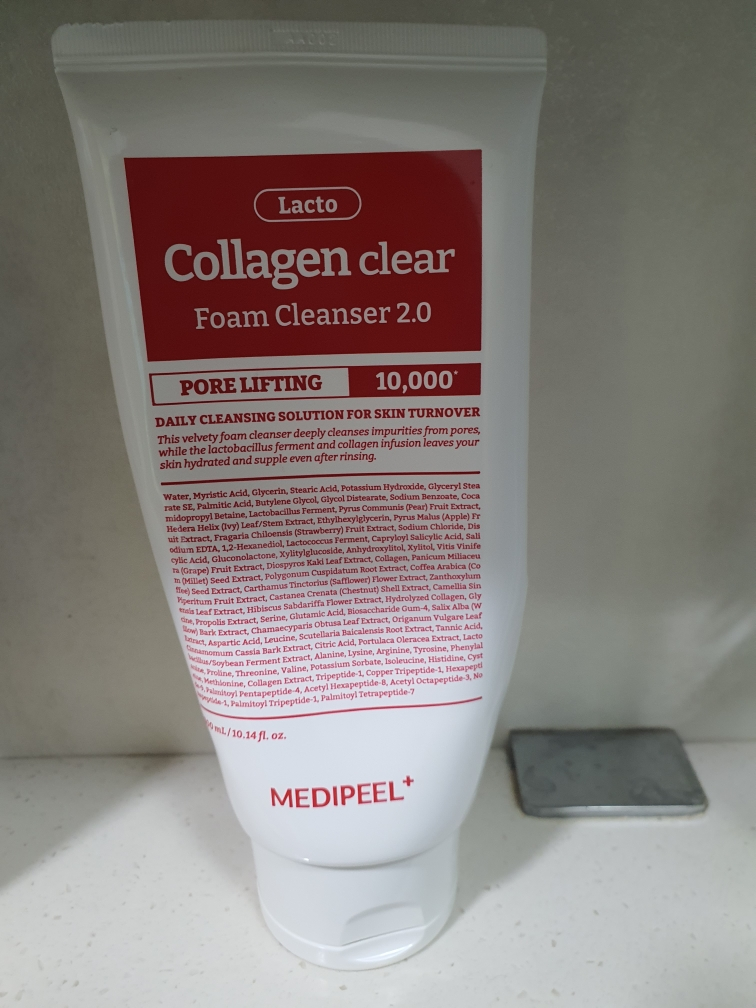 Lacto
Collagen clear
Foam Cleanser 2.0
PORE LIFTING 10,000*
DAILY CLEANSING SOLUTION FOR SKIN TURNOVER
This velvety foam cleanser deeply cleanses impurities from pores,
while the lactobacillus ferment and collagen infusion leaves your
skin hydrated and supple even after rinsing.
Water, Myristic Acid, Glycerin, Stearic Acid, Potassium Hydroxide, Glyceryl Stea
rate SE, Palmitic Acid, Butylene Glycol, Glycol Distearate, Sodium Benzoate, Coca
midopropyl Betaine, Lactobacillus Ferment, Pyrus Communis (Pear) Fruit Extract,
Hedera Helix (Ivy) Leaf/Stem Extract, Ethylhexylglycerin, Pyrus Malus (Apple) Fr
uit Extract, Fragaria Chiloensis (Strawberry) Fruit Extract, Sodium Chloride, Dis
odium EDTA, 1,2-Hexanediol, Lactococcus Ferment, Capryloyl Salicylic Acid, Sali
cylic Acid, Gluconolactone, Xylitylglucoside, Anhydroxylitol, Xylitol, Vitis Vinife
ra (Grape) Fruit Extract, Diospyros Kaki Leaf Extract, Collagen, Panicum Miliaceu
m (Millet) Seed Extract, Polygonum Cuspidatum Root Extract, Coffea Arabica (Co
ffee) Seed Extract, Carthamus Tinctorius (Safflower) Flower Extract, Zanthoxylum
Piperitum Fruit Extract, Castanea Crenata (Chestnut) Shell Extract, Camellia Sin
ensis Leaf Extract, Hibiscus Sabdariffa Flower Extract, Hydrolyzed Collagen, Gly
cine, Propolis Extract, Serine, Glutamic Acid, Biosaccharide Gum-4, Salix Alba (W
illow) Bark Extract, Chamaecyparis Obtusa Leaf Extract, Origanum Vulgare Leaf
Extract, Aspartic Acid, Leucine, Scutellaria Baicalensis Root Extract, Tannic Acid,
Cinnamomum Cassia Bark Extract, Citric Acid, Portulaca Oleracea Extract, Lacto
bacillus/Soybean Ferment Extract, Alanine, Lysine, Arginine, Tyrosine, Phenylal
Proline, Threonine, Valine, Potassium Sorbate, Isoleucine, Histidine, Cyst
Methionine, Collagen Extract, Tripeptide-1, Copper Tripeptide-1, Hexapepti
Palmitoyl Pentapeptide-4, Acetyl Hexapeptide-8, Acetyl Octapeptide-3, No
Palmitoyl Tripeptide-1, Palmitoyl Tetrapeptide-7
mL / 10.14 fl. oz.
MEDIPEEL+